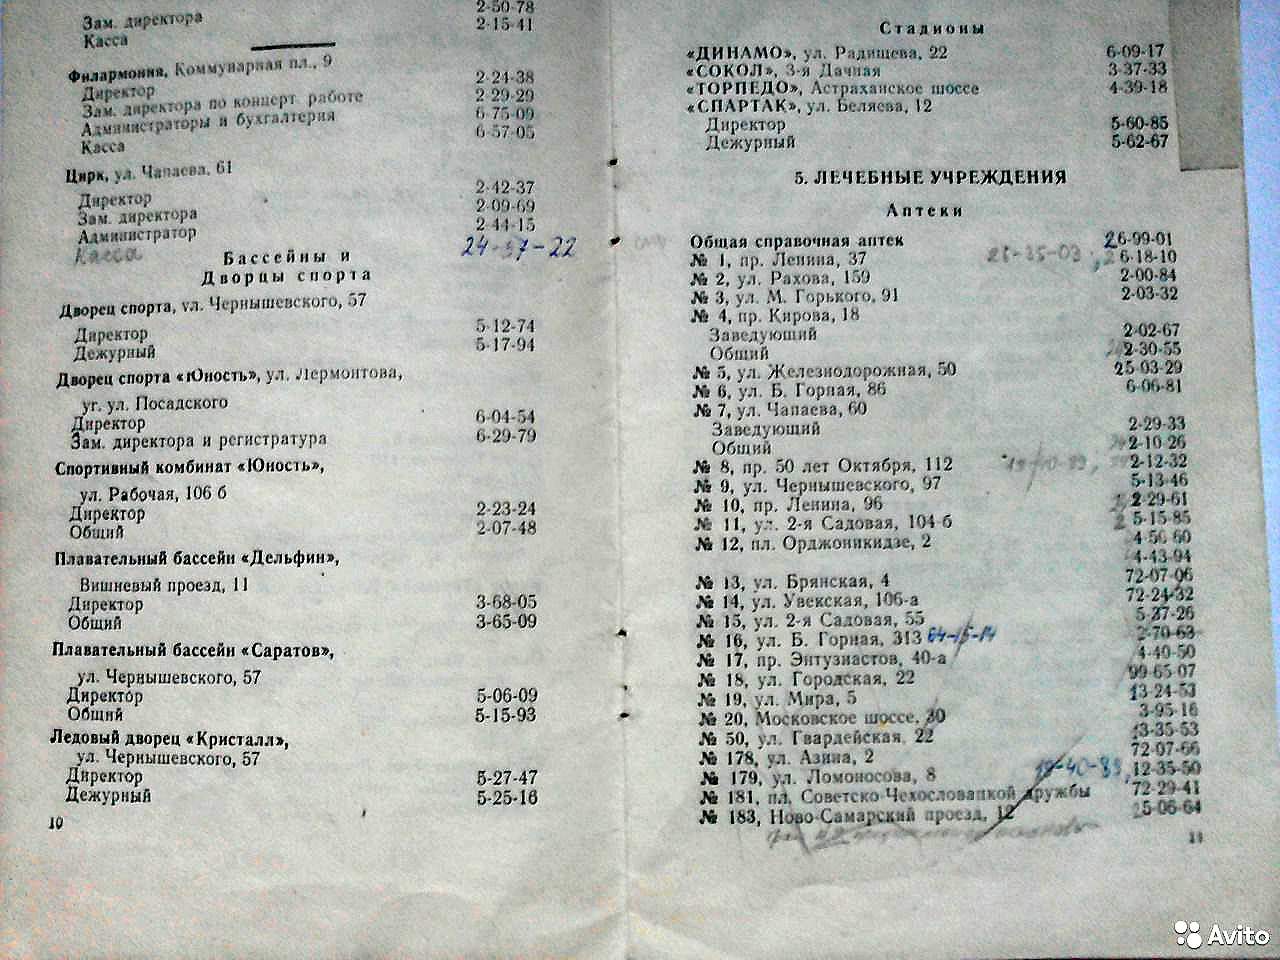 2-50-78
Зам. директора 2-15-41
Касса
Филармония, Коммунарная пл., 9
Директор 2-24-38
Зам. директора по концерт. работе 2-29-29
Администраторы и бухгалтерия 6-75-09
Касса 6-57-05
Цирк, ул. Чапаева, 61
Директор 2-42-37
Зам. директора 2-09-69
Администратор 2-44-15
Касса 24-37-22
Бассейны и
Дворцы спорта
Дворец спорта, ул. Чернышевского, 57
Директор 5-12-74
Дежурный 5-17-94
Дворец спорта «Юность», ул. Лермонтова,
уг. ул. Посадского
Директор 6-04-54
Зам. директора и регистратура 6-29-79
Спортивный комбинат «Юность»,
ул. Рабочая, 106 б
Директор 2-23-24
Общий 2-07-48
Плавательный бассейн «Дельфин»,
Вишневый проезд, 11
Директор 3-68-05
Общий 3-65-09
Плавательный бассейн «Саратов»,
ул. Чернышевского, 57
Директор 5-06-09
Общий 5-15-93
Ледовый дворец «Кристалл»,
ул. Чернышевского, 57
Директор 5-27-47
Дежурный 5-25-16
10
Стадионы
«ДИНАМО», ул. Радищева, 22 6-09-17
«СОКОЛ», 3-я Дачная 3-37-33
«ТОРПЕДО», Астраханское шоссе 4-39-18
«СПАРТАК», ул. Беляева, 12
Директор 5-60-85
Дежурный 5-62-67
5. ЛЕЧЕБНЫЕ УЧРЕЖДЕНИЯ
Аптеки
Общая справочная аптек 26-99-01
№ 1, пр. Ленина, 37 26-18-10
№ 2, ул. Рахова, 159 2-00-84
№ 3, ул. М. Горького, 91 2-03-32
№ 4, пр. Кирова, 18
Заведующий 2-02-67
Общий 2-30-55
№ 5, ул. Железнодорожная, 50 25-03-29
№ 6, ул. Б. Горная, 86 6-06-81
№ 7, ул. Чапаева, 60
Заведующий 2-29-33
Общий 2-10-26
№ 8, пр. 50 лет Октября, 112 2-12-32
№ 9, ул. Чернышевского, 97 5-13-46
№ 10, пр. Ленина, 96 2-29-61
№ 11, ул. 2-я Садовая, 104-б 5-15-85
№ 12, пл. Орджоникидзе, 2 4-56-60
4-43-94
№ 13, ул. Брянская, 4 72-07-06
№ 14, ул. Увекская, 106-а 72-24-32
№ 15, ул. 2-я Садовая, 55 5-37-26
№ 16, ул. Б. Горная, 313 64-15-14 2-70-63
№ 17, пр. Энтузиастов, 40-а 4-40-50
№ 18, ул. Городская, 22 99-65-07
№ 19, ул. Мира, 5 13-24-53
№ 20, Московское шоссе, 30 3-95-16
№ 50, ул. Гвардейская, 22 13-35-53
№ 178, ул. Азина, 2 72-07-66
№ 179, ул. Ломоносова, 8 12-35-50
№ 181, пл. Советско-Чехословацкой дружбы 72-29-41
№ 183, Ново-Самарский проезд, 12 25-06-64
Avito